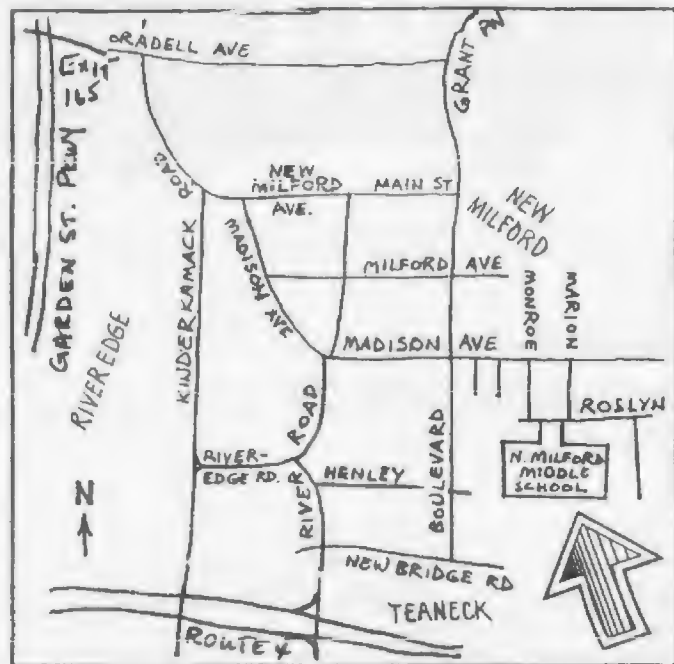 ORADELL AVE
EXIT
165
GARDEN ST. PKWY
GRANT AV
ROAD
NEW
MILFORD
AVE.
MAIN ST
NEW
MILFORD
MADISON AVE
MILFORD AVE
KINDERKAMACK
RIVEREDGE
MADISON AVE
MONROE
MARION
ROSLYN
ROAD
BOULEVARD
RIVER-
EDGE RD.
HENLEY
N. MILFORD
MIDDLE
SCHOOL
RIVER
N
NEW BRIDGE RD
TEANECK
ROUTE 4